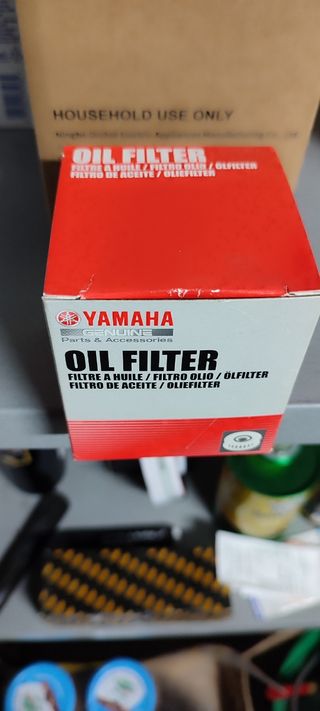 HOUSEHOLD USE ONLY
OIL FILTER
FILTRE A HUILE / FILTRO OLIO / ÖLFILTER
FILTRO DE ACEITE / OLIEFILTER
YAMAHA
GENUINE
Parts & Accessories
OIL FILTER
FILTRE A HUILE / FILTRO OLIO / ÖLFILTER
FILTRO DE ACEITE / OLIEFILTER